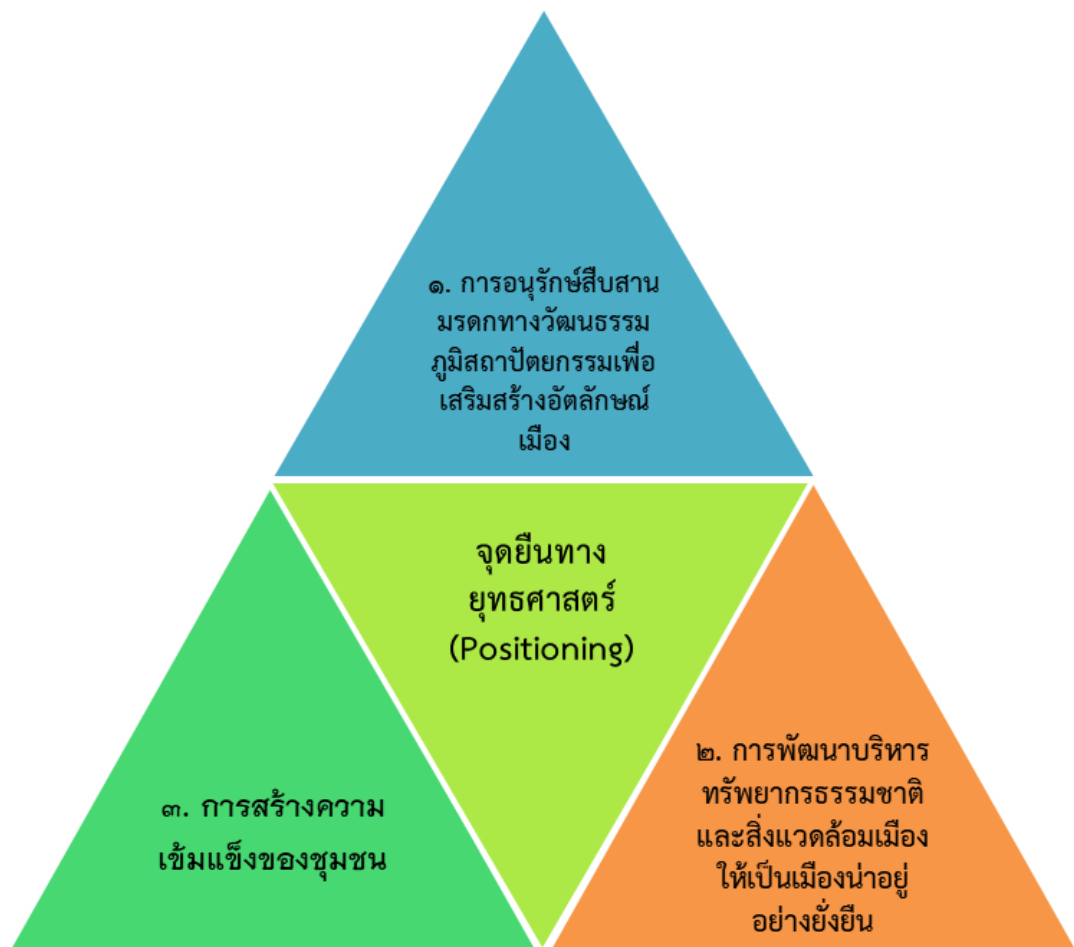 ๑. การอนุรักษ์สืบสาน
มรดกทางวัฒนธรรม
ภูมิสถาปัตยกรรมเพื่อ
เสริมสร้างอัตลักษณ์
เมือง
จุดยืนทาง
ยุทธศาสตร์
(Positioning)
๒. การพัฒนาบริหาร
ทรัพยากรธรรมชาติ
และสิ่งแวดล้อมเมือง
ให้เป็นเมืองน่าอยู่
อย่างยั่งยืน
๓. การสร้างความ
เข้มแข็งของชุมชน